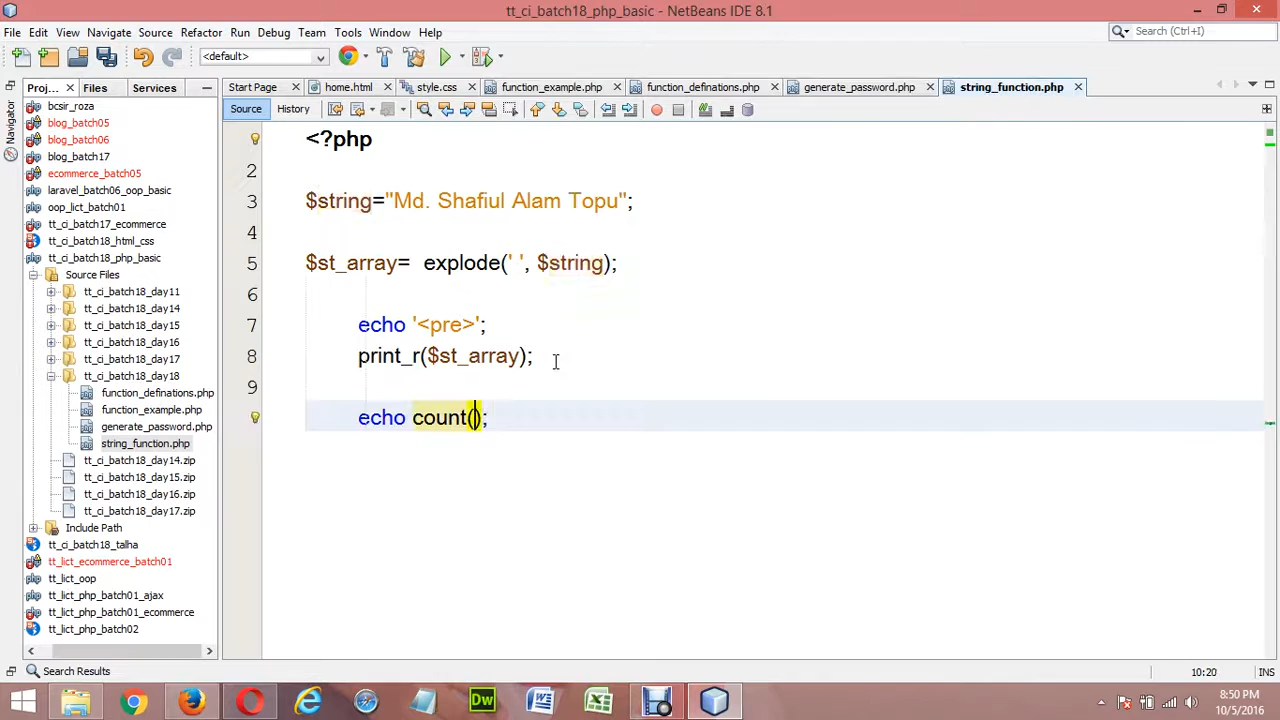 tt_ci_batch18_php_basic - NetBeans IDE 8.1
File Edit View Navigate Source Refactor Run Debug Team Tools Window Help
Search (Ctrl+I)
<default>
Proj... Files Services
Start Page home.html style.css function_example.php function_definations.php generate_password.php string_function.php
Source History
Navigator
bcsir_roza
blog_batch05
blog_batch06
blog_batch17
ecommerce_batch05
laravel_batch06_oop_basic
oop_lict_batch01
tt_ci_batch17_ecommerce
tt_ci_batch18_html_css
tt_ci_batch18_php_basic
Source Files
tt_ci_batch18_day11
tt_ci_batch18_day14
tt_ci_batch18_day15
tt_ci_batch18_day16
tt_ci_batch18_day17
tt_ci_batch18_day18
function_definations.php
function_example.php
generate_password.php
string_function.php
tt_ci_batch18_day14.zip
tt_ci_batch18_day15.zip
tt_ci_batch18_day16.zip
tt_ci_batch18_day17.zip
Include Path
tt_ci_batch18_talha
tt_lict_ecommerce_batch01
tt_lict_oop
tt_lict_php_batch01_ajax
tt_lict_php_batch01_ecommerce
tt_lict_php_batch02
<?php
2
3 $string="Md. Shafiul Alam Topu";
4
5 $st_array= explode(' ', $string);
6
7 echo '<pre>';
8 print_r($st_array);
9
echo count();
Search Results
10:20 INS
Dw
8:50 PM
10/5/2016